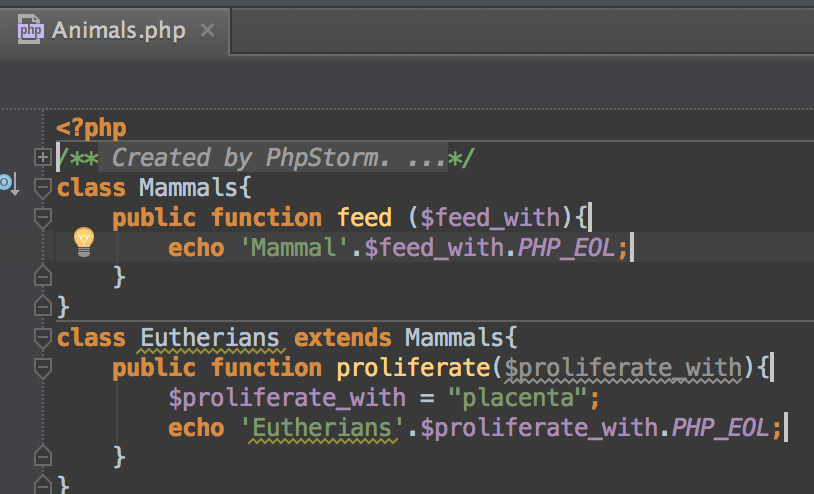 php Animals.php ×
<?php
/** Created by PhpStorm. ...*/
class Mammals{
public function feed ($feed_with){
echo 'Mammal'.$feed_with.PHP_EOL;
}
}
class Eutherians extends Mammals{
public function proliferate($proliferate_with){
$proliferate_with = "placenta";
echo 'Eutherians'.$proliferate_with.PHP_EOL;
}
}